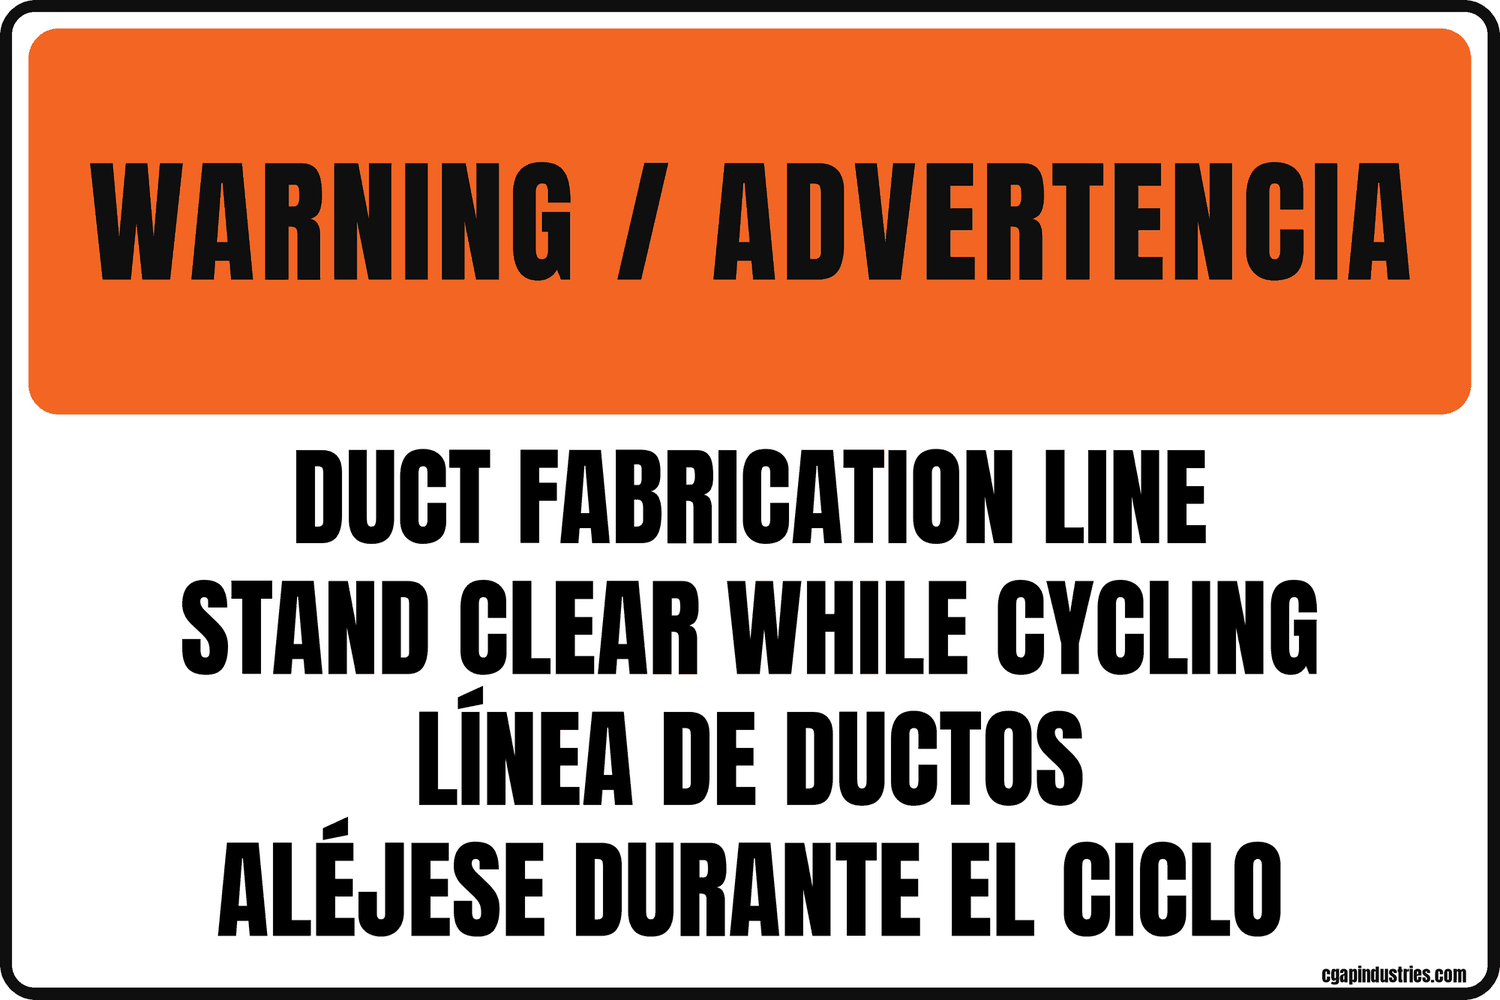 WARNING / ADVERTENCIA
DUCT FABRICATION LINE
STAND CLEAR WHILE CYCLING
LÍNEA DE DUCTOS
ALÉJESE DURANTE EL CICLO
cgapindustries.com